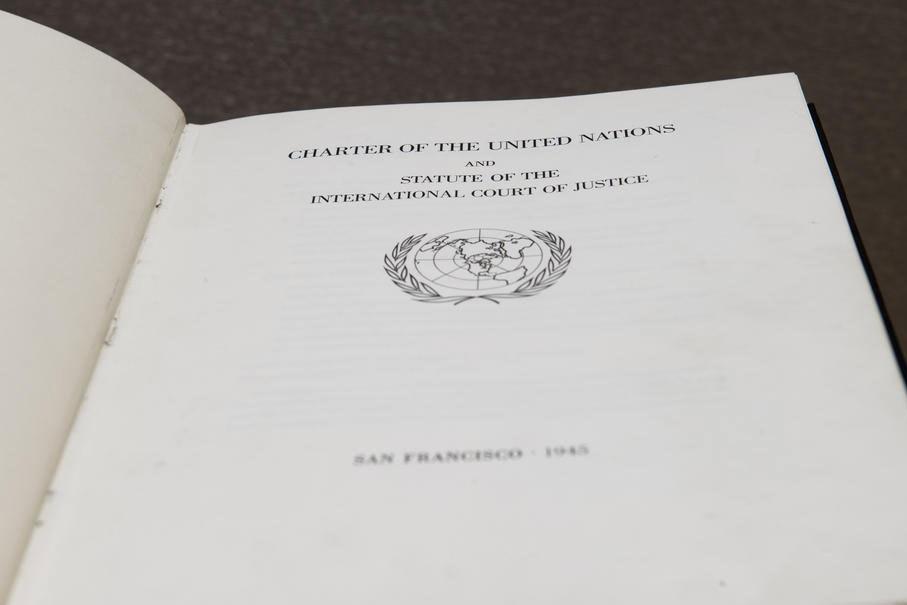 CHARTER OF THE UNITED NATIONS
AND
STATUTE OF THE
INTERNATIONAL COURT OF JUSTICE
SAN FRANCISCO · 1945